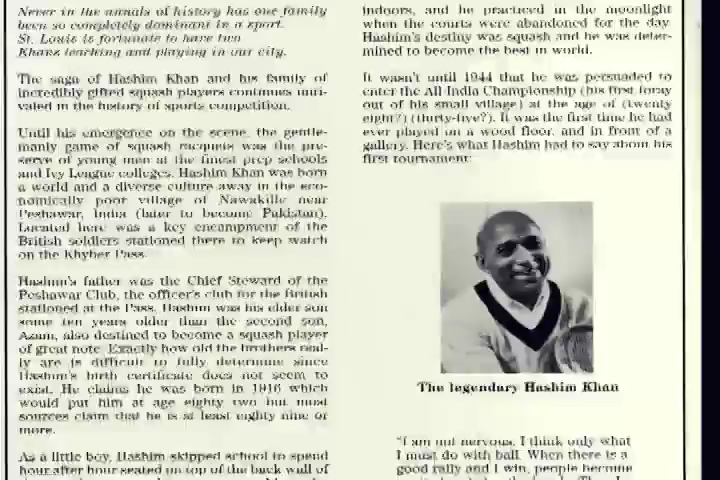 Never in the annals of history has one family
been so completely dominant in a sport.
St. Louis is fortunate to have two
Khans teaching and playing in our city.
The saga of Hashim Khan and his family of
incredibly gifted squash players continues unri-
valed in the history of sports competition.
Until his emergence on the scene, the gentle-
manly game of squash racquets was the pre-
serve of young men at the finest prep schools
and Ivy League colleges. Hashim Khan was born
a world and a diverse culture away in the eco-
nomically poor village of Nawakille near
Peshawar, India (later to become Pakistan).
Located here was a key encampment of the
British soldiers stationed there to keep watch
on the Khyber Pass.
Hashim's father was the Chief Steward of the
Peshawar Club, the officer's club for the British
stationed at the Pass. Hashim was his elder son
some ten years older than the second son,
Azam, also destined to become a squash player
of great note. Exactly how old the brothers real-
ly are is difficult to fully determine since
Hashim's birth certificate does not seem to
exist. He claims he was born in 1916 which
would put him at age eighty two but most
sources claim that he is at least eighty nine or
more.
As a little boy, Hashim skipped school to spend
hour after hour seated on top of the back wall of
indoors, and he practiced in the moonlight
when the courts were abandoned for the day.
Hashim's destiny was squash and he was deter-
mined to become the best in world.
It wasn't until 1944 that he was persuaded to
enter the All-India Championship (his first foray
out of his small village) at the age of (twenty
eight?) (thirty-five?). It was the first time he had
ever played on a wood floor, and in front of a
gallery. Here's what Hashim had to say about his
first tournament:
The legendary Hashim Khan
"I am not nervous, I think only what
I must do with ball. When there is a
good rally and I win, people become